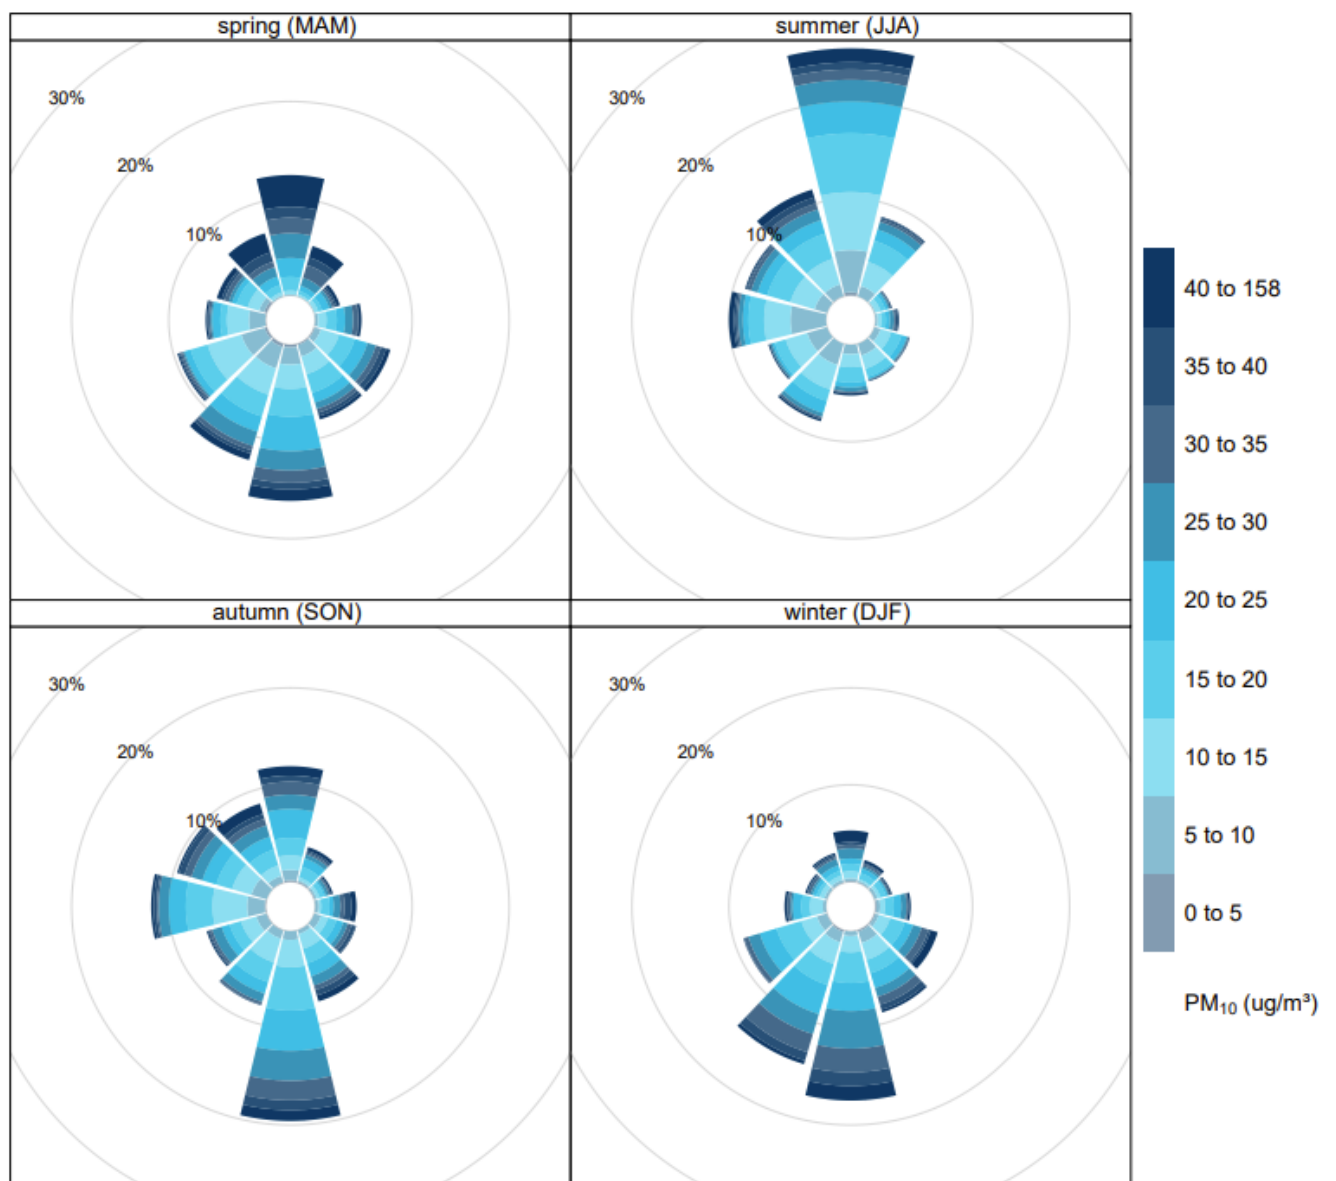 spring (MAM)
summer (JJA)
30%
20%
10%
30%
20%
10%
autumn (SON)
winter (DJF)
30%
20%
10%
30%
20%
10%
40 to 158
35 to 40
30 to 35
25 to 30
20 to 25
15 to 20
10 to 15
5 to 10
0 to 5
PM₁₀ (ug/m³)